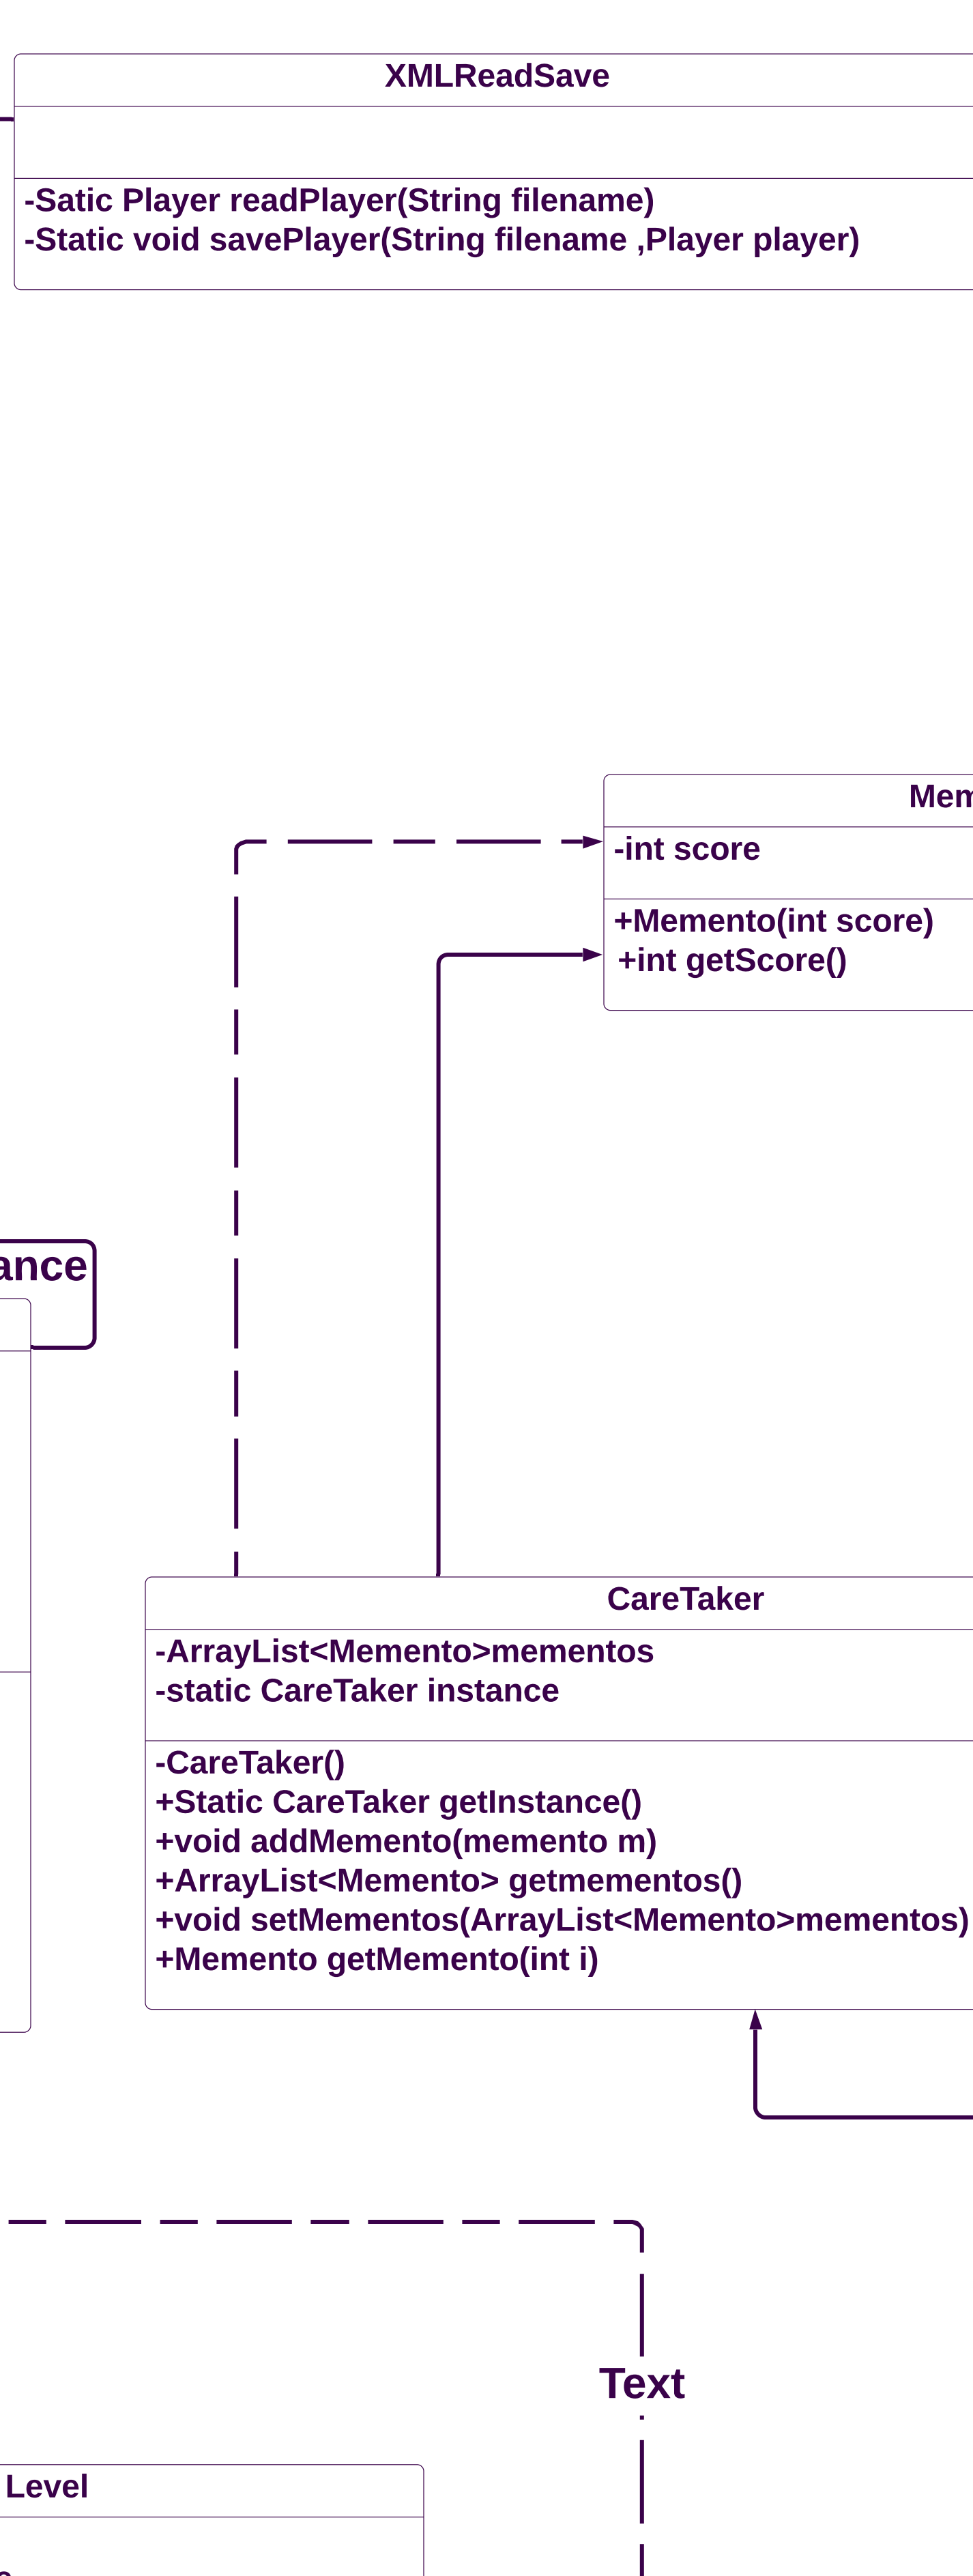 XMLReadSave
-Satic Player readPlayer(String filename)
-Static void savePlayer(String filename ,Player player)
-int score
+Memento(int score)
+int getScore()
CareTaker
-ArrayList<Memento>mementos
-static CareTaker instance
-CareTaker()
+Static CareTaker getInstance()
+void addMemento(memento m)
+ArrayList<Memento> getmementos()
+void setMementos(ArrayList<Memento>mementos)
+Memento getMemento(int i)
Text
Level